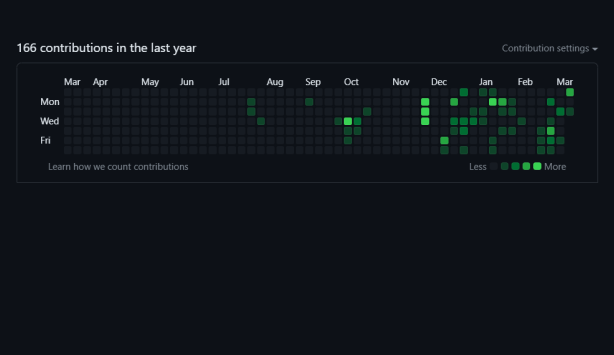 166 contributions in the last year
Contribution settings
Mar Apr May Jun Jul Aug Sep Oct Nov Dec Jan Feb Mar
Mon
Wed
Fri
Learn how we count contributions
Less More